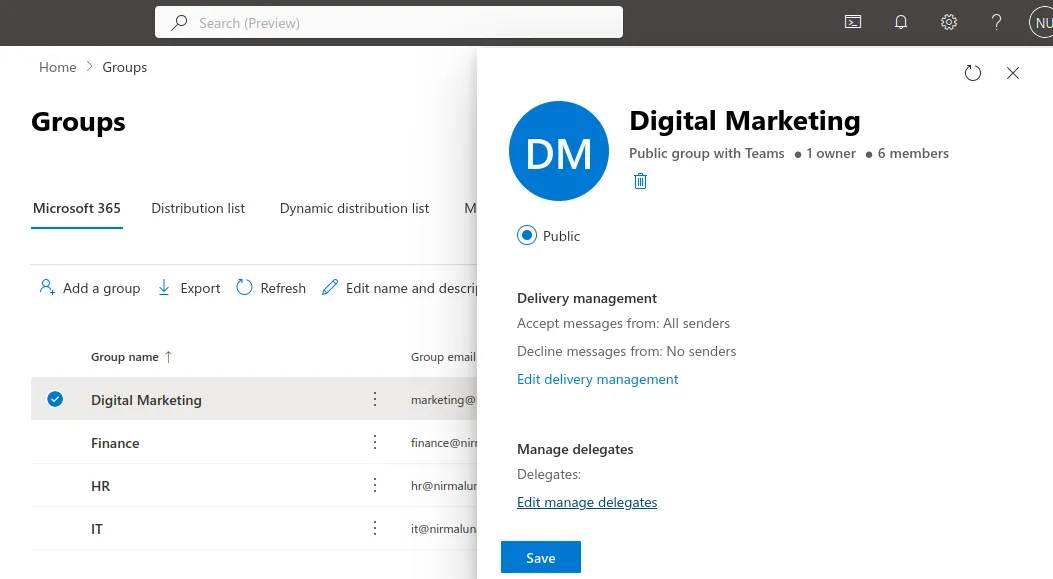 Search (Preview)
NU
Home > Groups
Groups
Microsoft 365 Distribution list Dynamic distribution list M
Add a group Export Refresh Edit name and descrip
Group name ↑ Group email
Digital Marketing marketing@
Finance finance@nirm
HR hr@nirmalun
IT it@nirmaluna
DM
Digital Marketing
Public group with Teams ● 1 owner ● 6 members
Public
Delivery management
Accept messages from: All senders
Decline messages from: No senders
Edit delivery management
Manage delegates
Delegates:
Edit manage delegates
Save